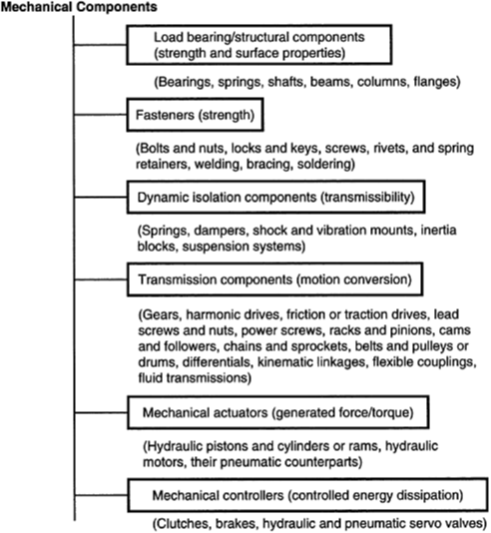 Mechanical Components
Load bearing/structural components
(strength and surface properties)
(Bearings, springs, shafts, beams, columns, flanges)
Fasteners (strength)
(Bolts and nuts, locks and keys, screws, rivets, and spring
retainers, welding, bracing, soldering)
Dynamic isolation components (transmissibility)
(Springs, dampers, shock and vibration mounts, inertia
blocks, suspension systems)
Transmission components (motion conversion)
(Gears, harmonic drives, friction or traction drives, lead
screws and nuts, power screws, racks and pinions, cams
and followers, chains and sprockets, belts and pulleys or
drums, differentials, kinematic linkages, flexible couplings,
fluid transmissions)
Mechanical actuators (generated force/torque)
(Hydraulic pistons and cylinders or rams, hydraulic
motors, their pneumatic counterparts)
Mechanical controllers (controlled energy dissipation)
(Clutches, brakes, hydraulic and pneumatic servo valves)